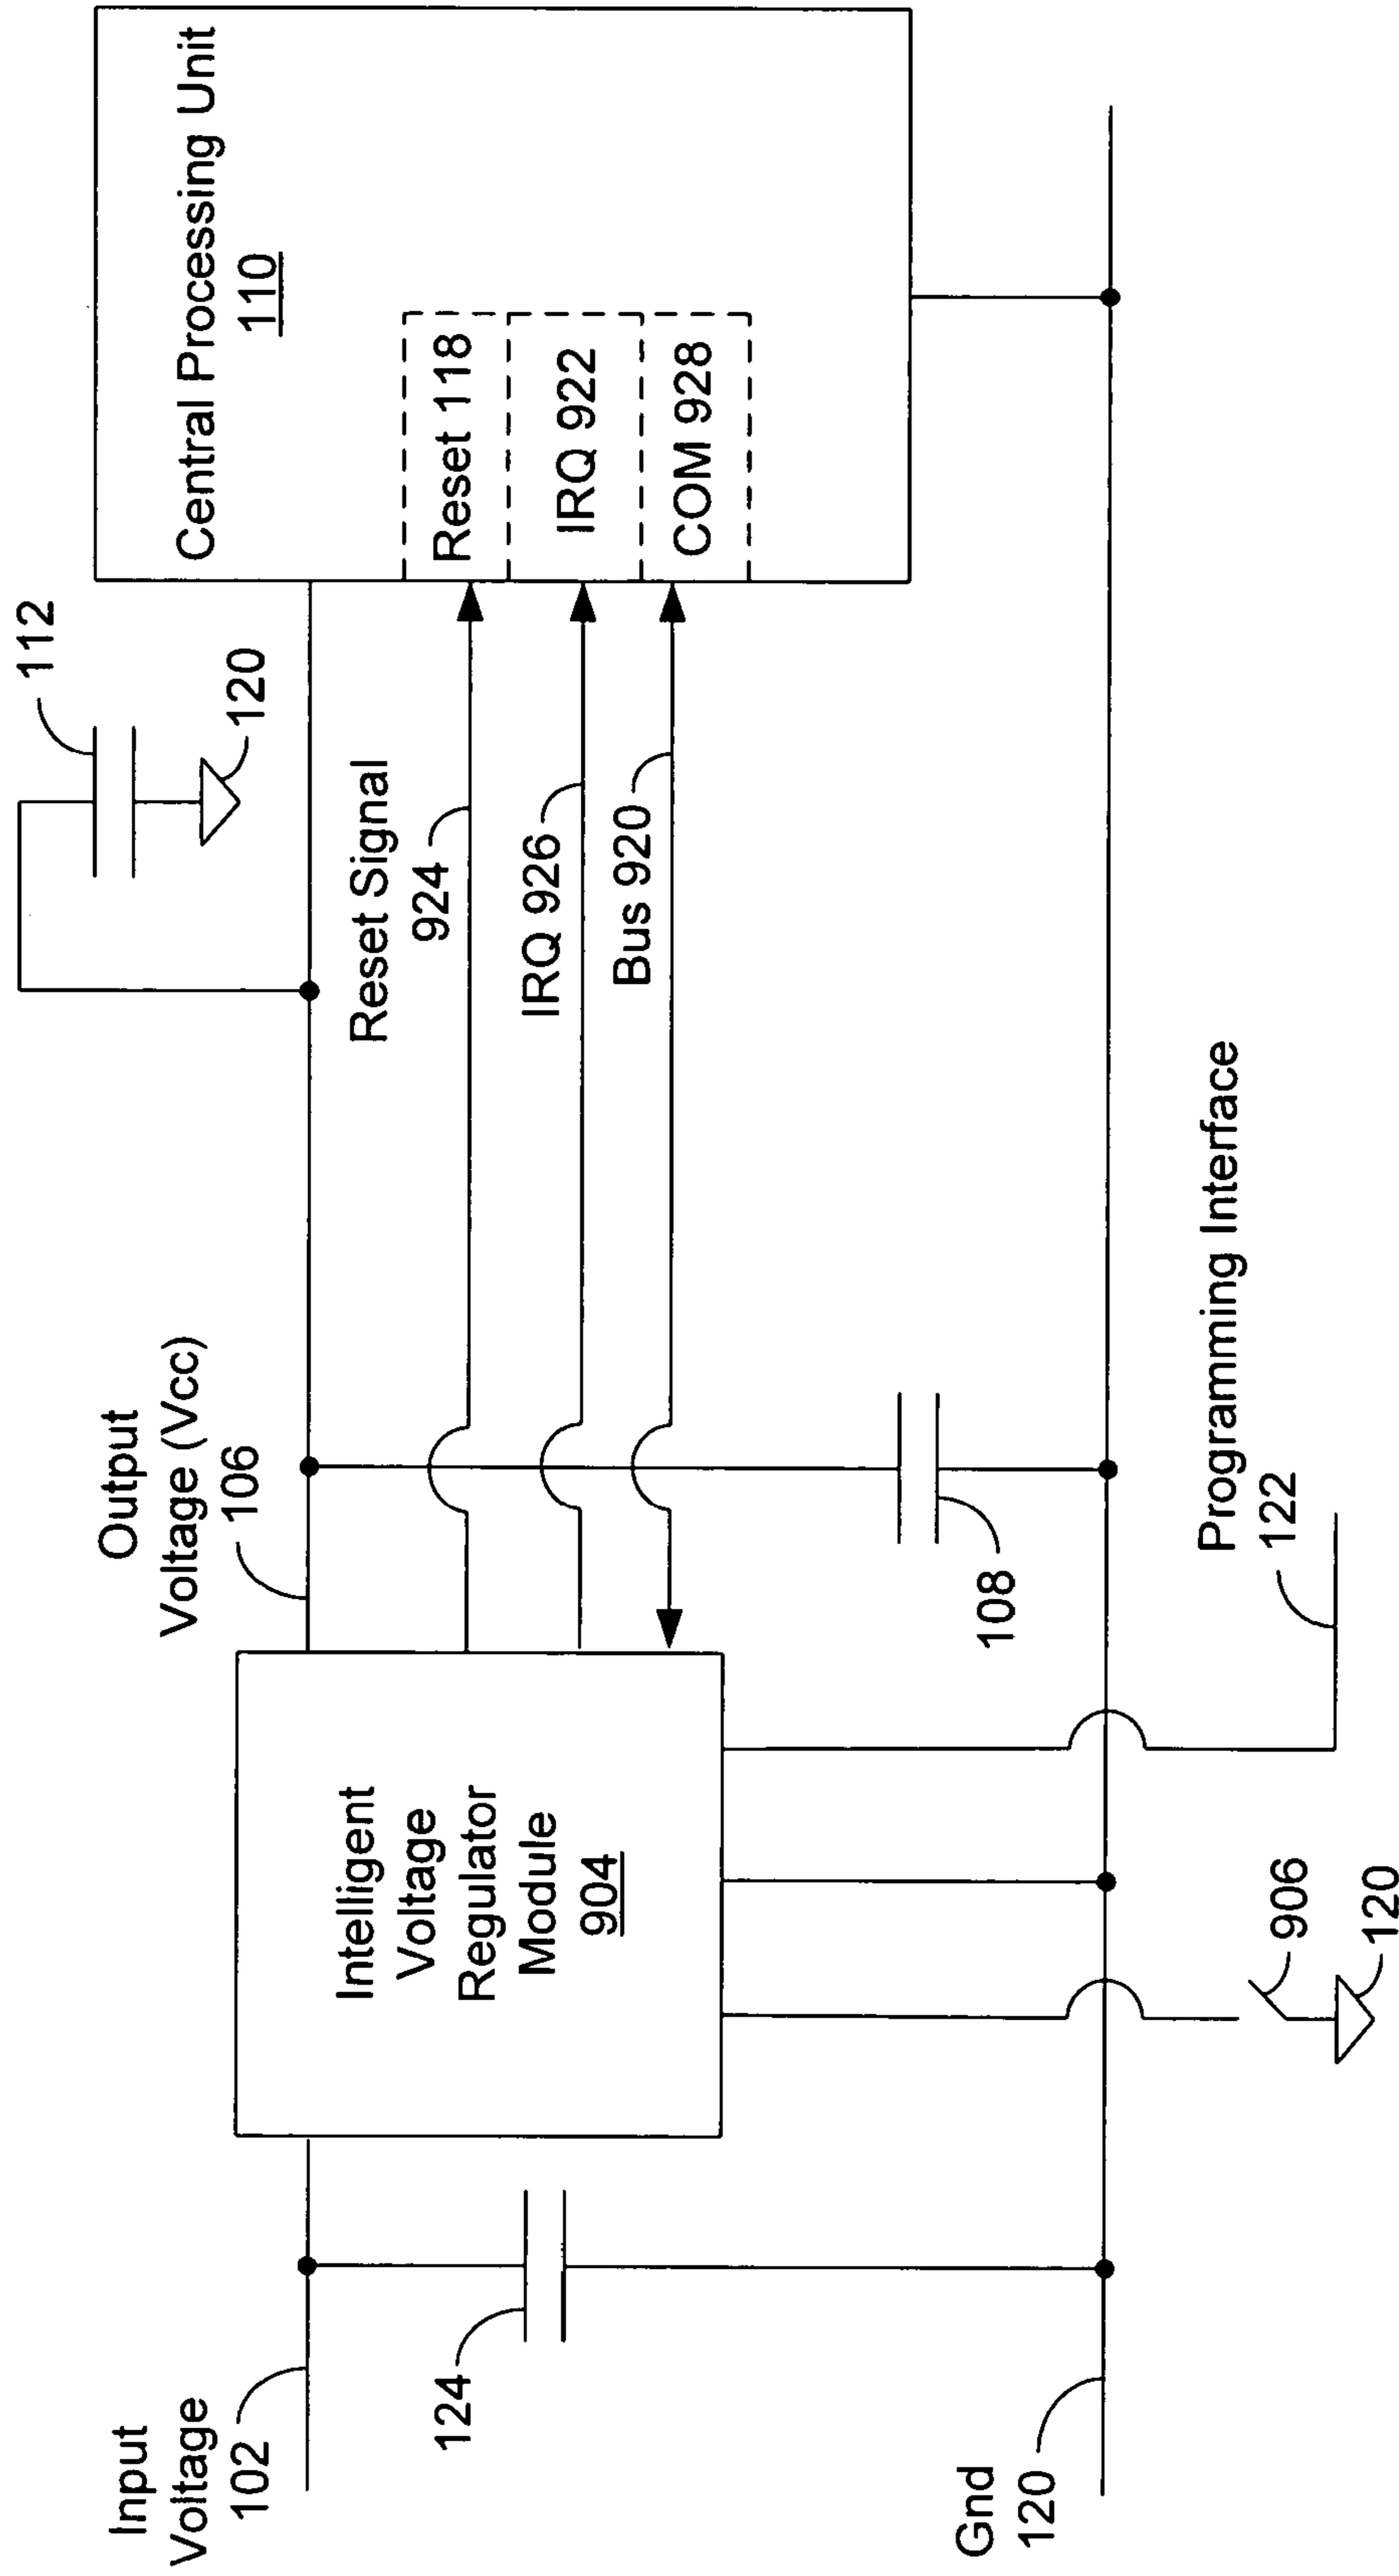 Input
Voltage
102
124
Gnd
120
Intelligent
Voltage
Regulator
Module
904
906
120
Output
Voltage (Vcc)
106
108
Programming Interface
122
Reset Signal
924
IRQ 926
Bus 920
112
120
Central Processing Unit
110
Reset 118
IRQ 922
COM 928